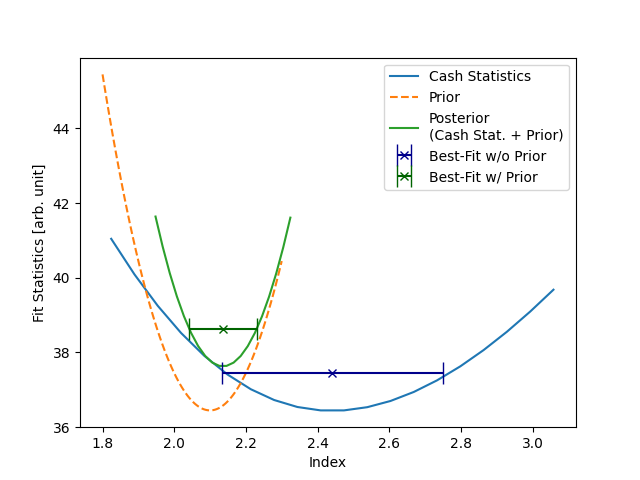 Cash Statistics
Prior
Posterior
(Cash Stat. + Prior)
Best-Fit w/o Prior
Best-Fit w/ Prior
Fit Statistics [arb. unit]
44
42
40
38
36
1.8 2.0 2.2 2.4 2.6 2.8 3.0
Index